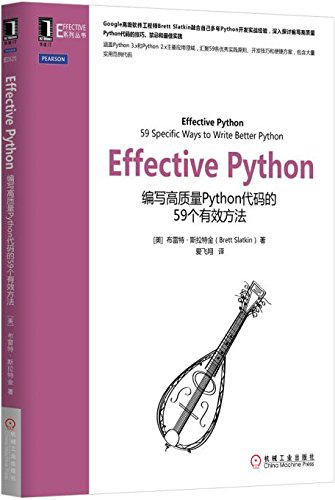 EFFECTIVE
系列丛书
华章IT
Google高级软件工程师Brett Slatkin融合自己多年Python开发实战经验，深入探讨编写高质量
Python代码的技巧、禁忌和最佳实践
涵盖Python 3.x和Python 2.x主要应用领域，汇聚59条优秀实践原则、开发技巧和便捷方案，包含大量
实用范例代码
Effective Python
59 Specific Ways to Write Better Python
Effective Python
编写高质量Python代码的
59个有效方法
[美] 布雷特·斯拉特金（Brett Slatkin）著
爱飞翔 译
机械工业出版社
China Machine Press
Effective Python
编写高质量Python代码的59个有效方法
[美] 布雷特·斯拉特金 著
机械工业出版社